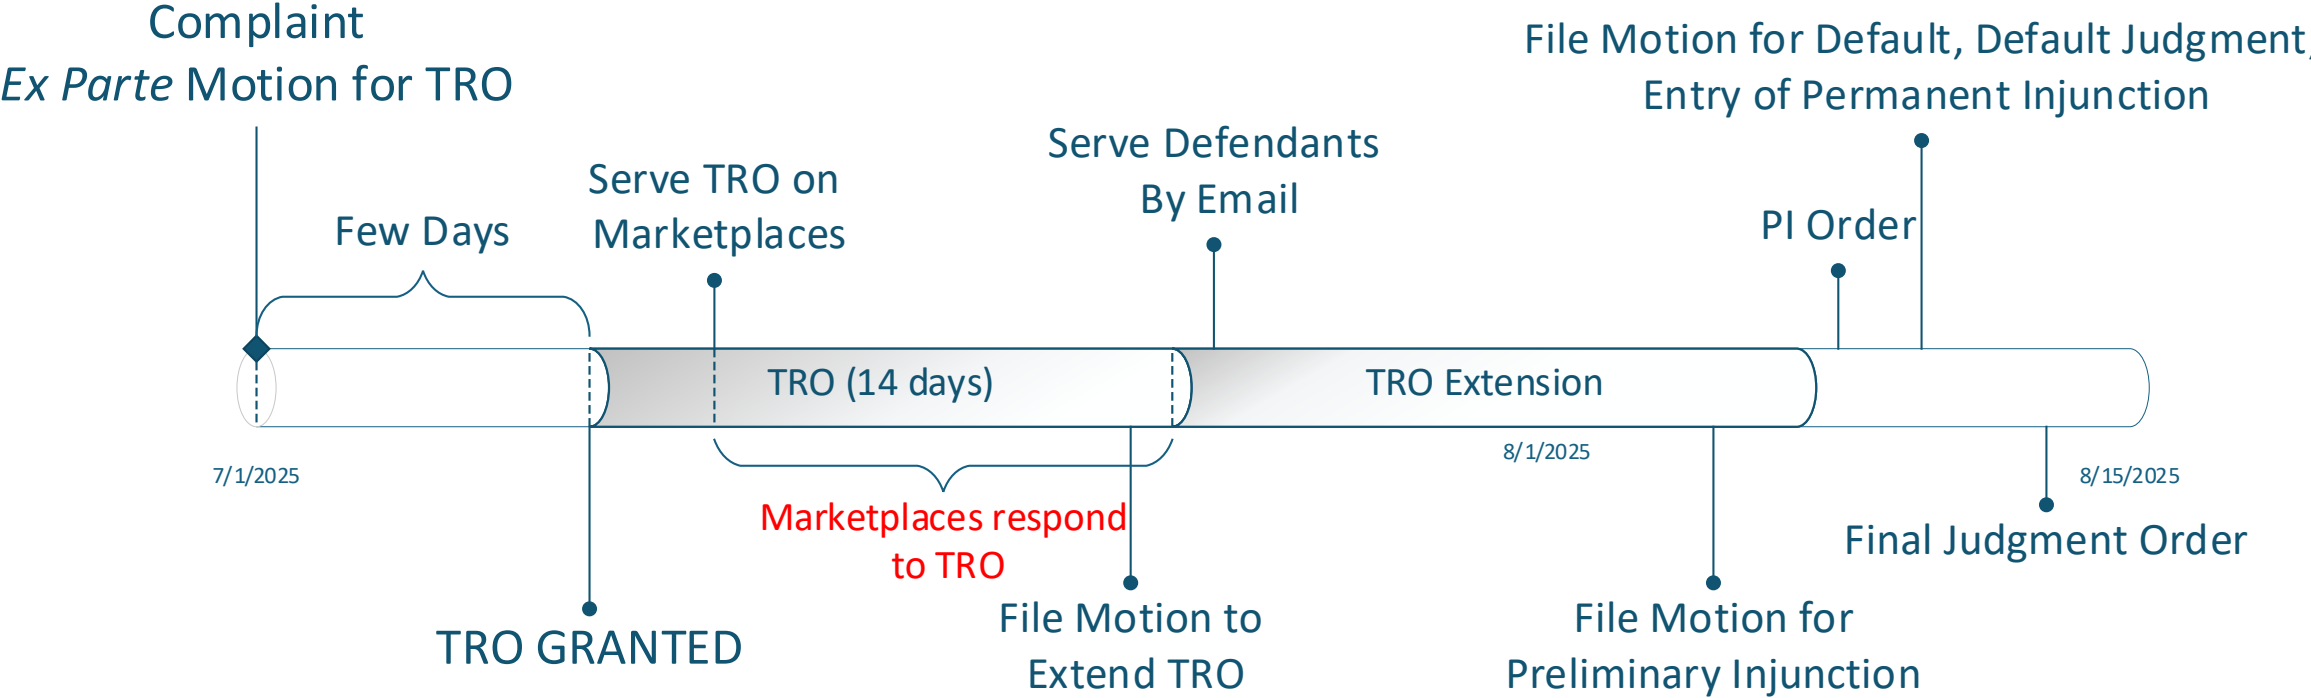 Complaint
Ex Parte Motion for TRO
File Motion for Default, Default Judgment,
Entry of Permanent Injunction
Few Days
Serve TRO on
Marketplaces
Serve Defendants
By Email
PI Order
TRO (14 days)
TRO Extension
7/1/2025
8/1/2025
8/15/2025
Marketplaces respond
to TRO
TRO GRANTED
File Motion to
Extend TRO
File Motion for
Preliminary Injunction
Final Judgment Order